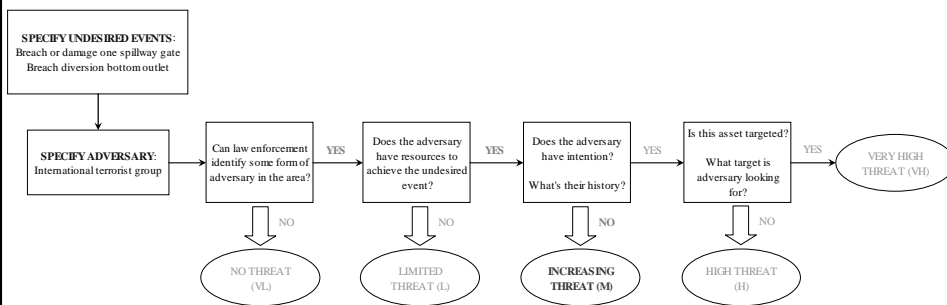 SPECIFY UNDESIRED EVENTS:
Breach or damage one spillway gate
Breach diversion bottom outlet
SPECIFY ADVERSARY:
International terrorist group
Can law enforcement
identify some form of
adversary in the area?
YES
Does the adversary
have resources to
achieve the undesired
event?
YES
Does the adversary
have intention?
What's their history?
YES
Is this asset targeted?
What target is
adversary looking
for?
YES
VERY HIGH
THREAT (VH)
NO
NO
NO
NO
NO THREAT
(VL)
LIMITED
THREAT (L)
INCREASING
THREAT (M)
HIGH THREAT
(H)